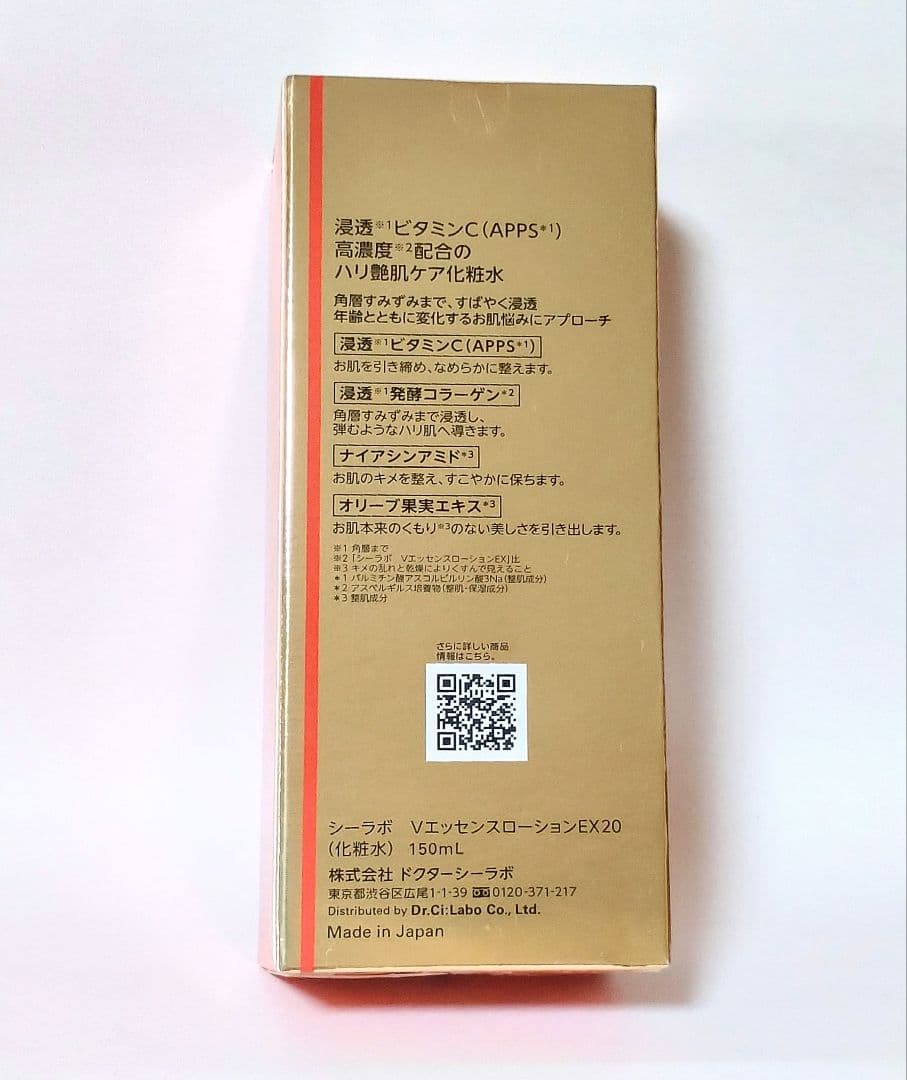 浸透※1ビタミンC(APPS*1)
高濃度※2配合の
ハリ艶肌ケア化粧水
角層すみずみまで、すばやく浸透
年齢とともに変化するお肌悩みにアプローチ
浸透※1ビタミンC(APPS*1)
お肌を引き締め、なめらかに整えます。
浸透※1発酵コラーゲン*2
角層すみずみまで浸透し、
弾むようなハリ肌へ導きます。
ナイアシンアミド*3
お肌のキメを整え、すこやかに保ちます。
オリーブ果実エキス*3
お肌本来のくもり※3のない美しさを引き出します。
※1 角層まで
※2「シーラボ VエッセンスローションEX」比
※3 キメの乱れと乾燥によりくすんで見えること
*1 パルミチン酸アスコルビルリン酸3Na(整肌成分)
*2 アスペルギルス培養物(整肌・保湿成分)
*3 整肌成分
さらに詳しい商品
情報はこちら。
シーラボ VエッセンスローションEX20
(化粧水) 150mL
株式会社 ドクターシーラボ
東京都渋谷区広尾1-1-39 0120-371-217
Distributed by Dr.Ci:Labo Co., Ltd.
Made in Japan